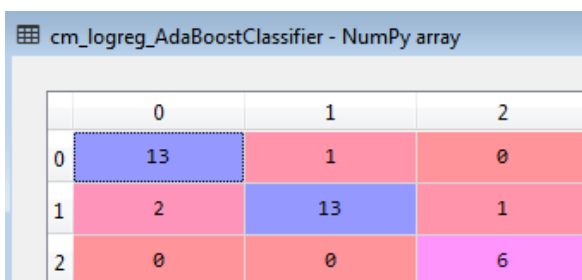 cm_logreg_AdaBoostClassifier - NumPy array
0 1 2
0 13 1 0
1 2 13 1
2 0 0 6